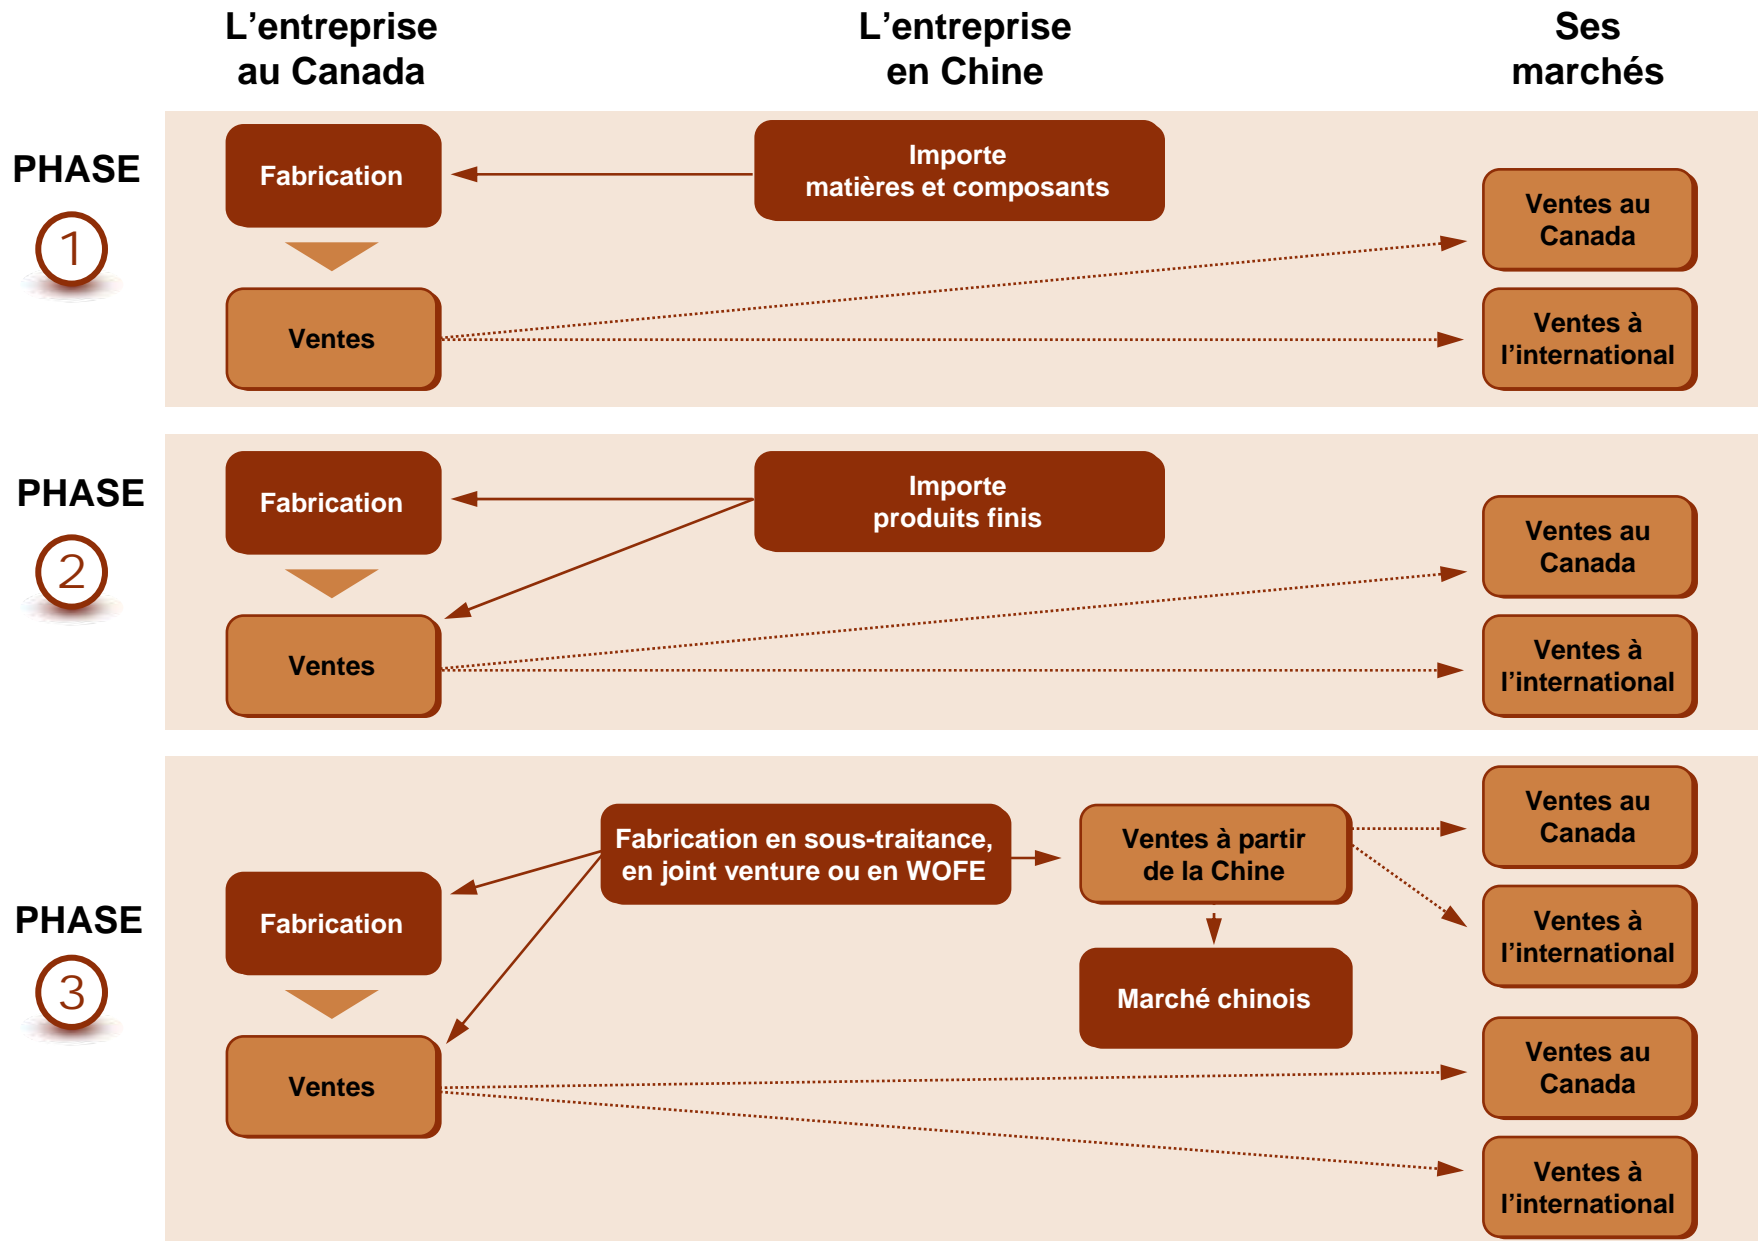 L'entreprise
au Canada
L'entreprise
en Chine
Ses
marchés
PHASE
1
Fabrication
Importe
matières et composants
Ventes
Ventes au
Canada
Ventes à
l'international
PHASE
2
Fabrication
Importe
produits finis
Ventes
Ventes au
Canada
Ventes à
l'international
PHASE
3
Fabrication
Ventes
Fabrication en sous-traitance,
en joint venture ou en WOFE
Ventes à partir
de la Chine
Marché chinois
Ventes au
Canada
Ventes à
l'international
Ventes au
Canada
Ventes à
l'international